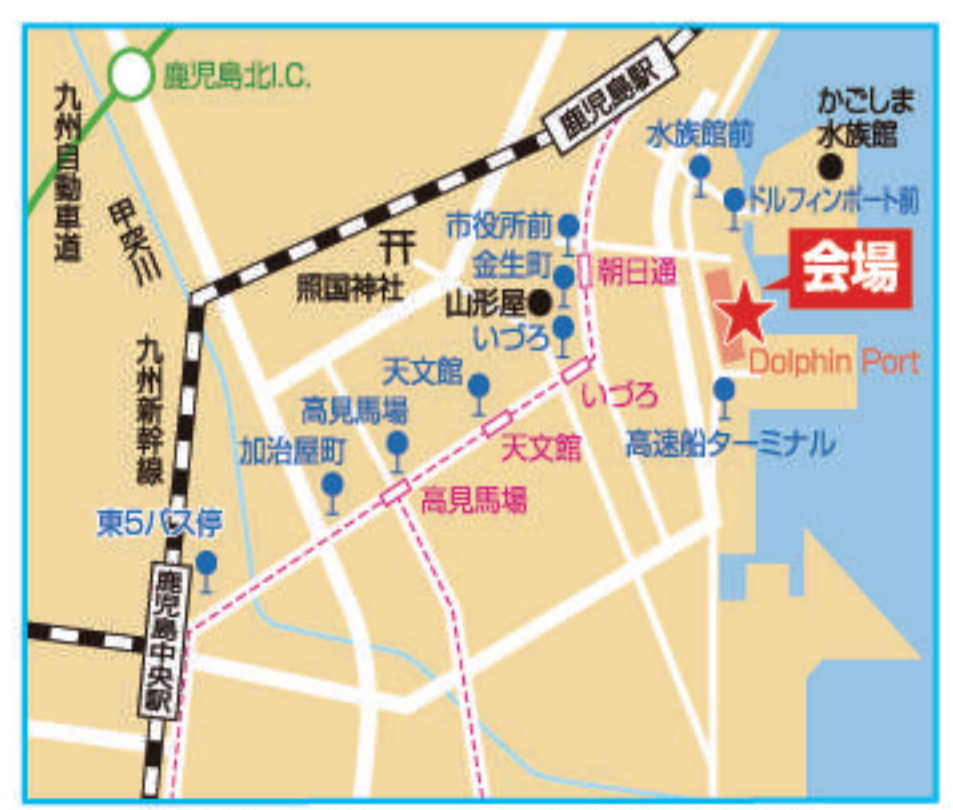 鹿児島北I.C.
九州自動車道
甲突川
鹿児島駅
かごしま
水族館
水族館前
ドルフィンポート前
市役所前
金生町
朝日通
会場
照国神社
山形屋
いづろ
Dolphin Port
九州新幹線
天文館
いづろ
高見馬場
加治屋町
天文館
高速船ターミナル
高見馬場
東5バス停
鹿児島中央駅